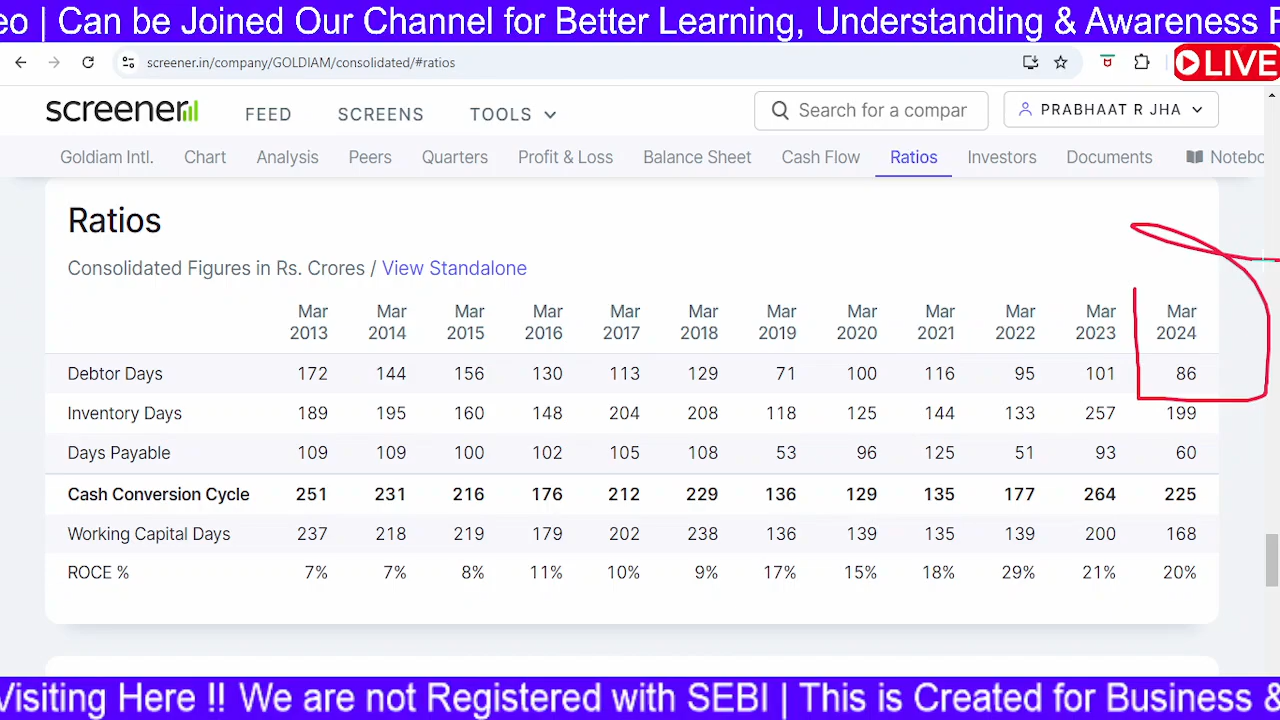 eo | Can be Joined Our Channel for Better Learning, Understanding & Awareness F
screener.in/company/GOLDIAM/consolidated/#ratios
LIVE
screener
FEED SCREENS TOOLS
Search for a compar
PRABHAAT R JHA
Goldiam Intl. Chart Analysis Peers Quarters Profit & Loss Balance Sheet Cash Flow Ratios Investors Documents Notebo
Ratios
Consolidated Figures in Rs. Crores / View Standalone
Mar 2013 Mar 2014 Mar 2015 Mar 2016 Mar 2017 Mar 2018 Mar 2019 Mar 2020 Mar 2021 Mar 2022 Mar 2023 Mar 2024
Debtor Days 172 144 156 130 113 129 71 100 116 95 101 86
Inventory Days 189 195 160 148 204 208 118 125 144 133 257 199
Days Payable 109 109 100 102 105 108 53 96 125 51 93 60
Cash Conversion Cycle 251 231 216 176 212 229 136 129 135 177 264 225
Working Capital Days 237 218 219 179 202 238 136 139 135 139 200 168
ROCE % 7% 7% 8% 11% 10% 9% 17% 15% 18% 29% 21% 20%
Visiting Here !! We are not Registered with SEBI | This is Created for Business &